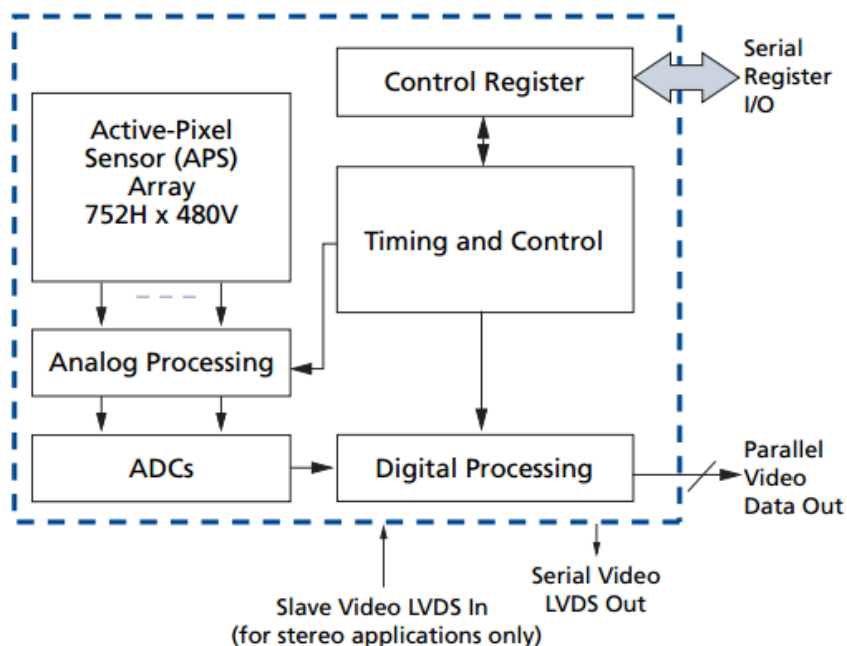 Control Register
Serial
Register
I/O
Active-Pixel
Sensor (APS)
Array
752H x 480V
Timing and Control
Analog Processing
ADCs
Digital Processing
Parallel
Video
Data Out
Slave Video LVDS In
(for stereo applications only)
Serial Video
LVDS Out